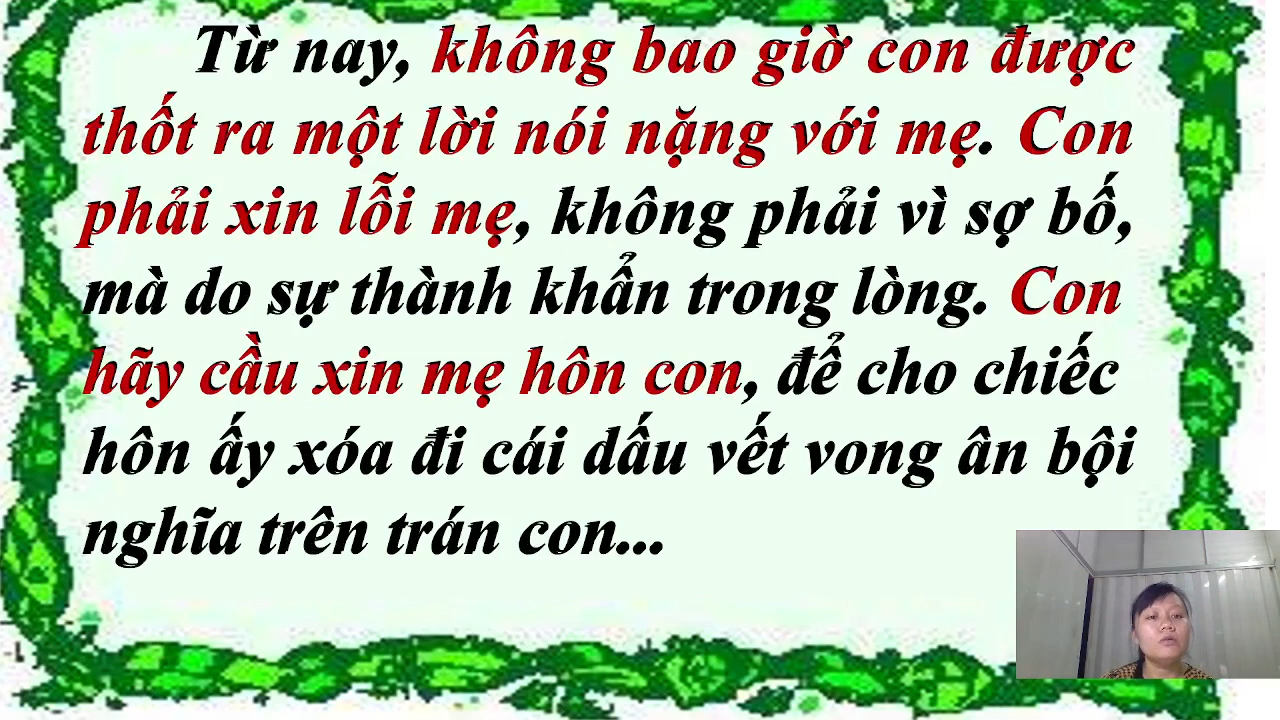 Từ nay, không bao giờ con được
thốt ra một lời nói nặng với mẹ. Con
phải xin lỗi mẹ, không phải vì sợ bố,
mà do sự thành khẩn trong lòng. Con
hãy cầu xin mẹ hôn con, để cho chiếc
hôn ấy xóa đi cái dấu vết vong ân bội
nghĩa trên trán con...